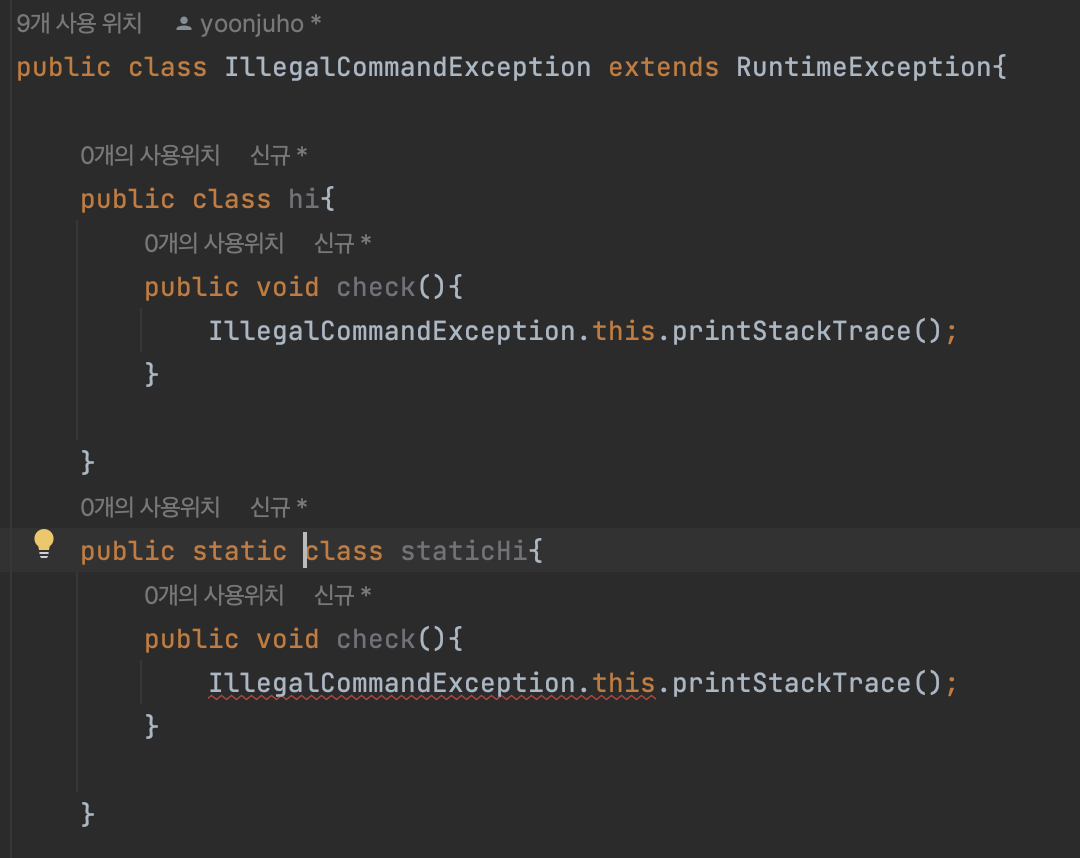 9개 사용 위치 yoonjuho *
public class IllegalCommandException extends RuntimeException{
0개의 사용위치 신규 *
public class hi{
0개의 사용위치 신규 *
public void check(){
IllegalCommandException.this.printStackTrace();
}
}
0개의 사용위치 신규 *
public static class staticHi{
0개의 사용위치 신규 *
public void check(){
IllegalCommandException.this.printStackTrace();
}
}